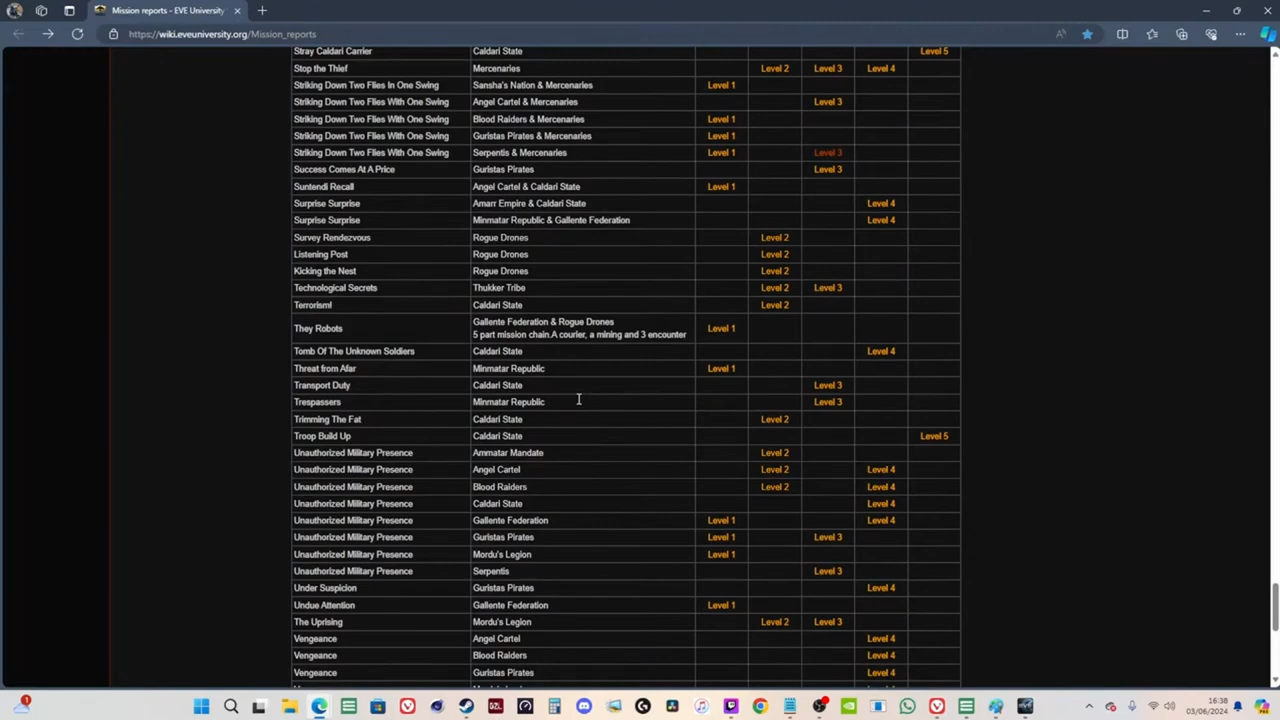 Mission reports - EVE University
https://wiki.eveuniversity.org/Mission_reports
Stray Caldari Carrier Caldari State Level 5
Stop the Thief Mercenaries Level 2 Level 3 Level 4
Striking Down Two Flies In One Swing Sansha's Nation & Mercenaries Level 1
Striking Down Two Flies With One Swing Angel Cartel & Mercenaries Level 3
Striking Down Two Flies With One Swing Blood Raiders & Mercenaries Level 1
Striking Down Two Flies With One Swing Guristas Pirates & Mercenaries Level 1
Striking Down Two Flies With One Swing Serpentis & Mercenaries Level 1 Level 3
Success Comes At A Price Guristas Pirates Level 3
Suntendi Recall Angel Cartel & Caldari State Level 1
Surprise Surprise Amarr Empire & Caldari State Level 4
Surprise Surprise Minmatar Republic & Gallente Federation Level 4
Survey Rendezvous Rogue Drones Level 2
Listening Post Rogue Drones Level 2
Kicking the Nest Rogue Drones Level 2
Technological Secrets Thukker Tribe Level 2 Level 3
Terrorism! Caldari State Level 2
They Robots Gallente Federation & Rogue Drones Level 1
5 part mission chain.A courier, a mining and 3 encounter
Tomb Of The Unknown Soldiers Caldari State Level 4
Threat from Afar Minmatar Republic Level 1
Transport Duty Caldari State Level 3
Trespassers Minmatar Republic Level 3
Trimming The Fat Caldari State Level 2
Troop Build Up Caldari State Level 5
Unauthorized Military Presence Ammatar Mandate Level 2
Unauthorized Military Presence Angel Cartel Level 2 Level 4
Unauthorized Military Presence Blood Raiders Level 2 Level 4
Unauthorized Military Presence Caldari State Level 4
Unauthorized Military Presence Gallente Federation Level 1 Level 4
Unauthorized Military Presence Guristas Pirates Level 1 Level 3
Unauthorized Military Presence Mordu's Legion Level 1
Unauthorized Military Presence Serpentis Level 3
Under Suspicion Guristas Pirates Level 4
Undue Attention Gallente Federation Level 1
The Uprising Mordu's Legion Level 2 Level 3
Vengeance Angel Cartel Level 4
Vengeance Blood Raiders Level 4
Vengeance Guristas Pirates Level 4
16:38
03/06/2024